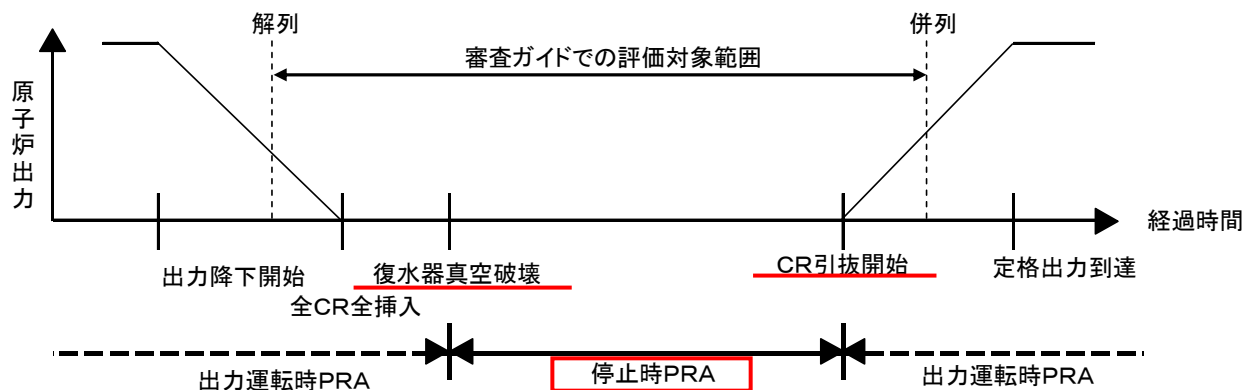 解列
併列
審査ガイドでの評価対象範囲
原子炉出力
経過時間
出力降下開始
復水器真空破壊
CR引抜開始
定格出力到達
全CR全挿入
出力運転時PRA
停止時PRA
出力運転時PRA